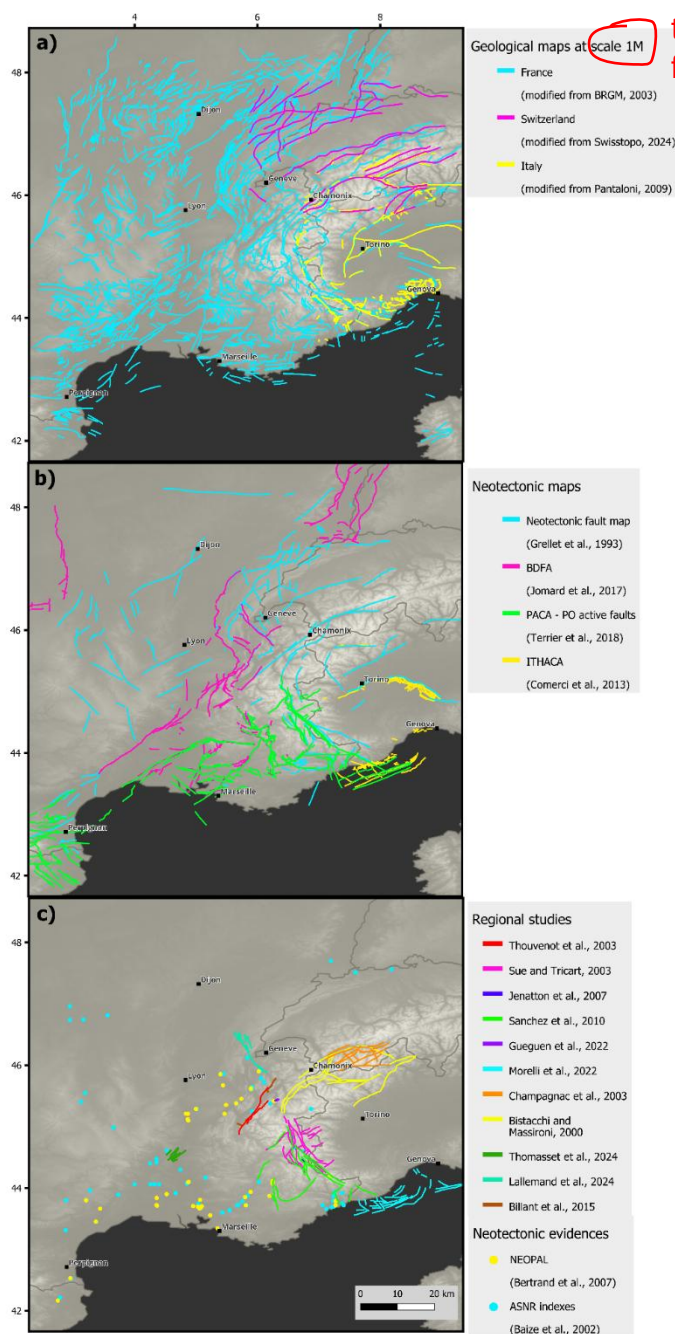 4 6 8
a)
48
46
44
42
Dijon
Genève
Chamonix
Lyon
Torino
Genova
Marseille
Perpignan
Geological maps at scale 1M
France
(modified from BRGM, 2003)
Switzerland
(modified from Swisstopo, 2024)
Italy
(modified from Pantaloni, 2009)
b)
48
46
44
42
Dijon
Genève
Chamonix
Lyon
Torino
Genova
Marseille
Perpignan
Neotectonic maps
Neotectonic fault map
(Grellet et al., 1993)
BDFA
(Jomard et al., 2017)
PACA - PO active faults
(Terrier et al., 2018)
ITHACA
(Comerci et al., 2013)
c)
48
46
44
42
Dijon
Genève
Chamonix
Lyon
Torino
Genova
Marseille
Perpignan
0 10 20 km
Regional studies
Thouvenot et al., 2003
Sue and Tricart, 2003
Jenatton et al., 2007
Sanchez et al., 2010
Gueguen et al., 2022
Morelli et al., 2022
Champagnac et al., 2003
Bistacchi and
Massironi, 2000
Thomasset et al., 2024
Lallemand et al., 2024
Billant et al., 2015
Neotectonic evidences
NEOPAL
(Bertrand et al., 2007)
ASNR indexes
(Baize et al., 2002)